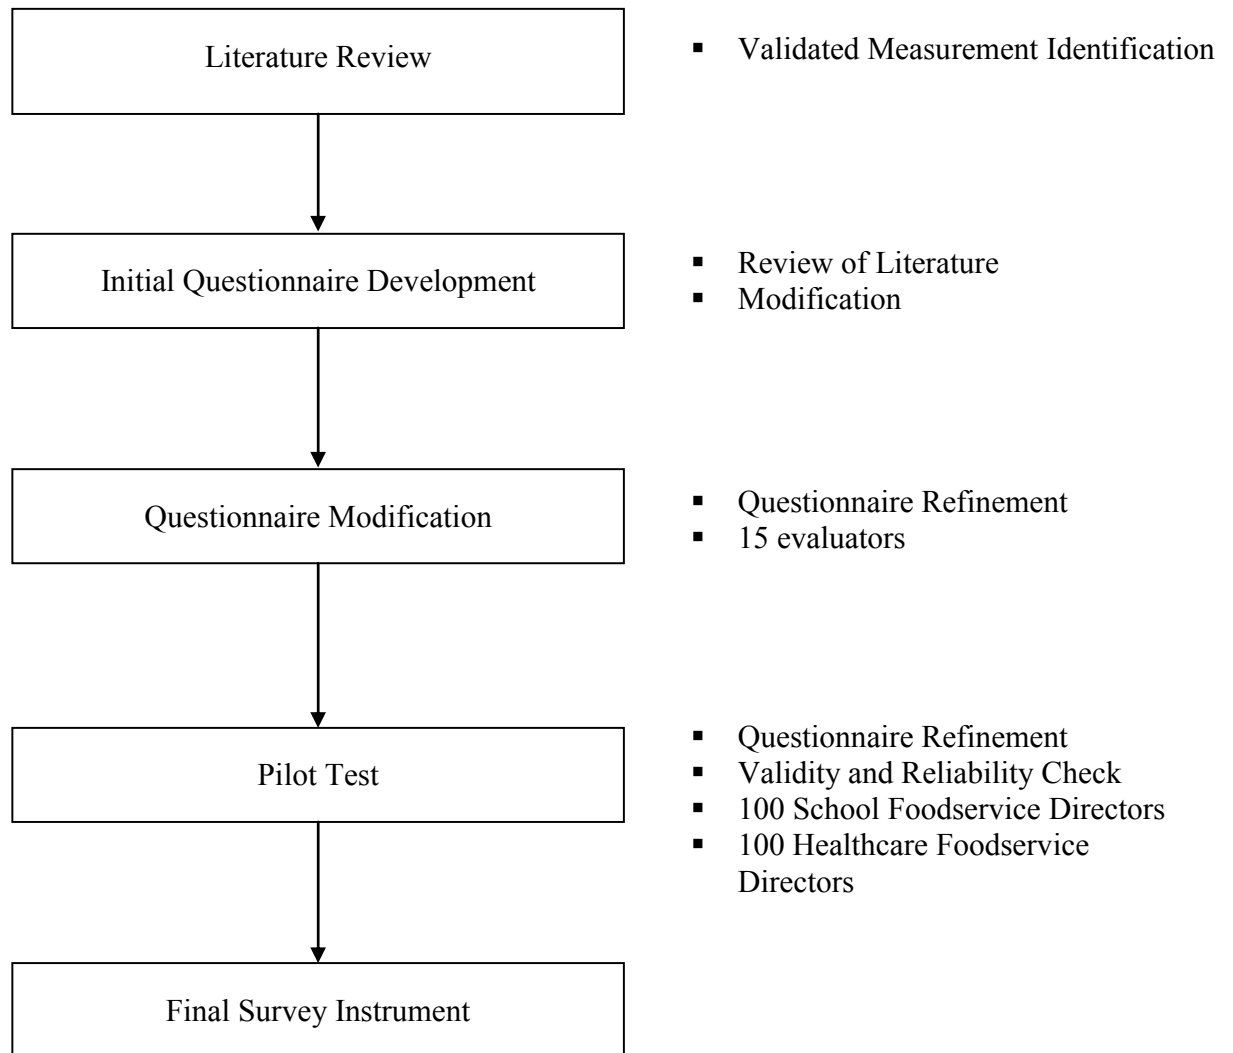 Literature Review
▪ Validated Measurement Identification
Initial Questionnaire Development
▪ Review of Literature
▪ Modification
Questionnaire Modification
▪ Questionnaire Refinement
▪ 15 evaluators
Pilot Test
▪ Questionnaire Refinement
▪ Validity and Reliability Check
▪ 100 School Foodservice Directors
▪ 100 Healthcare Foodservice
Directors
Final Survey Instrument